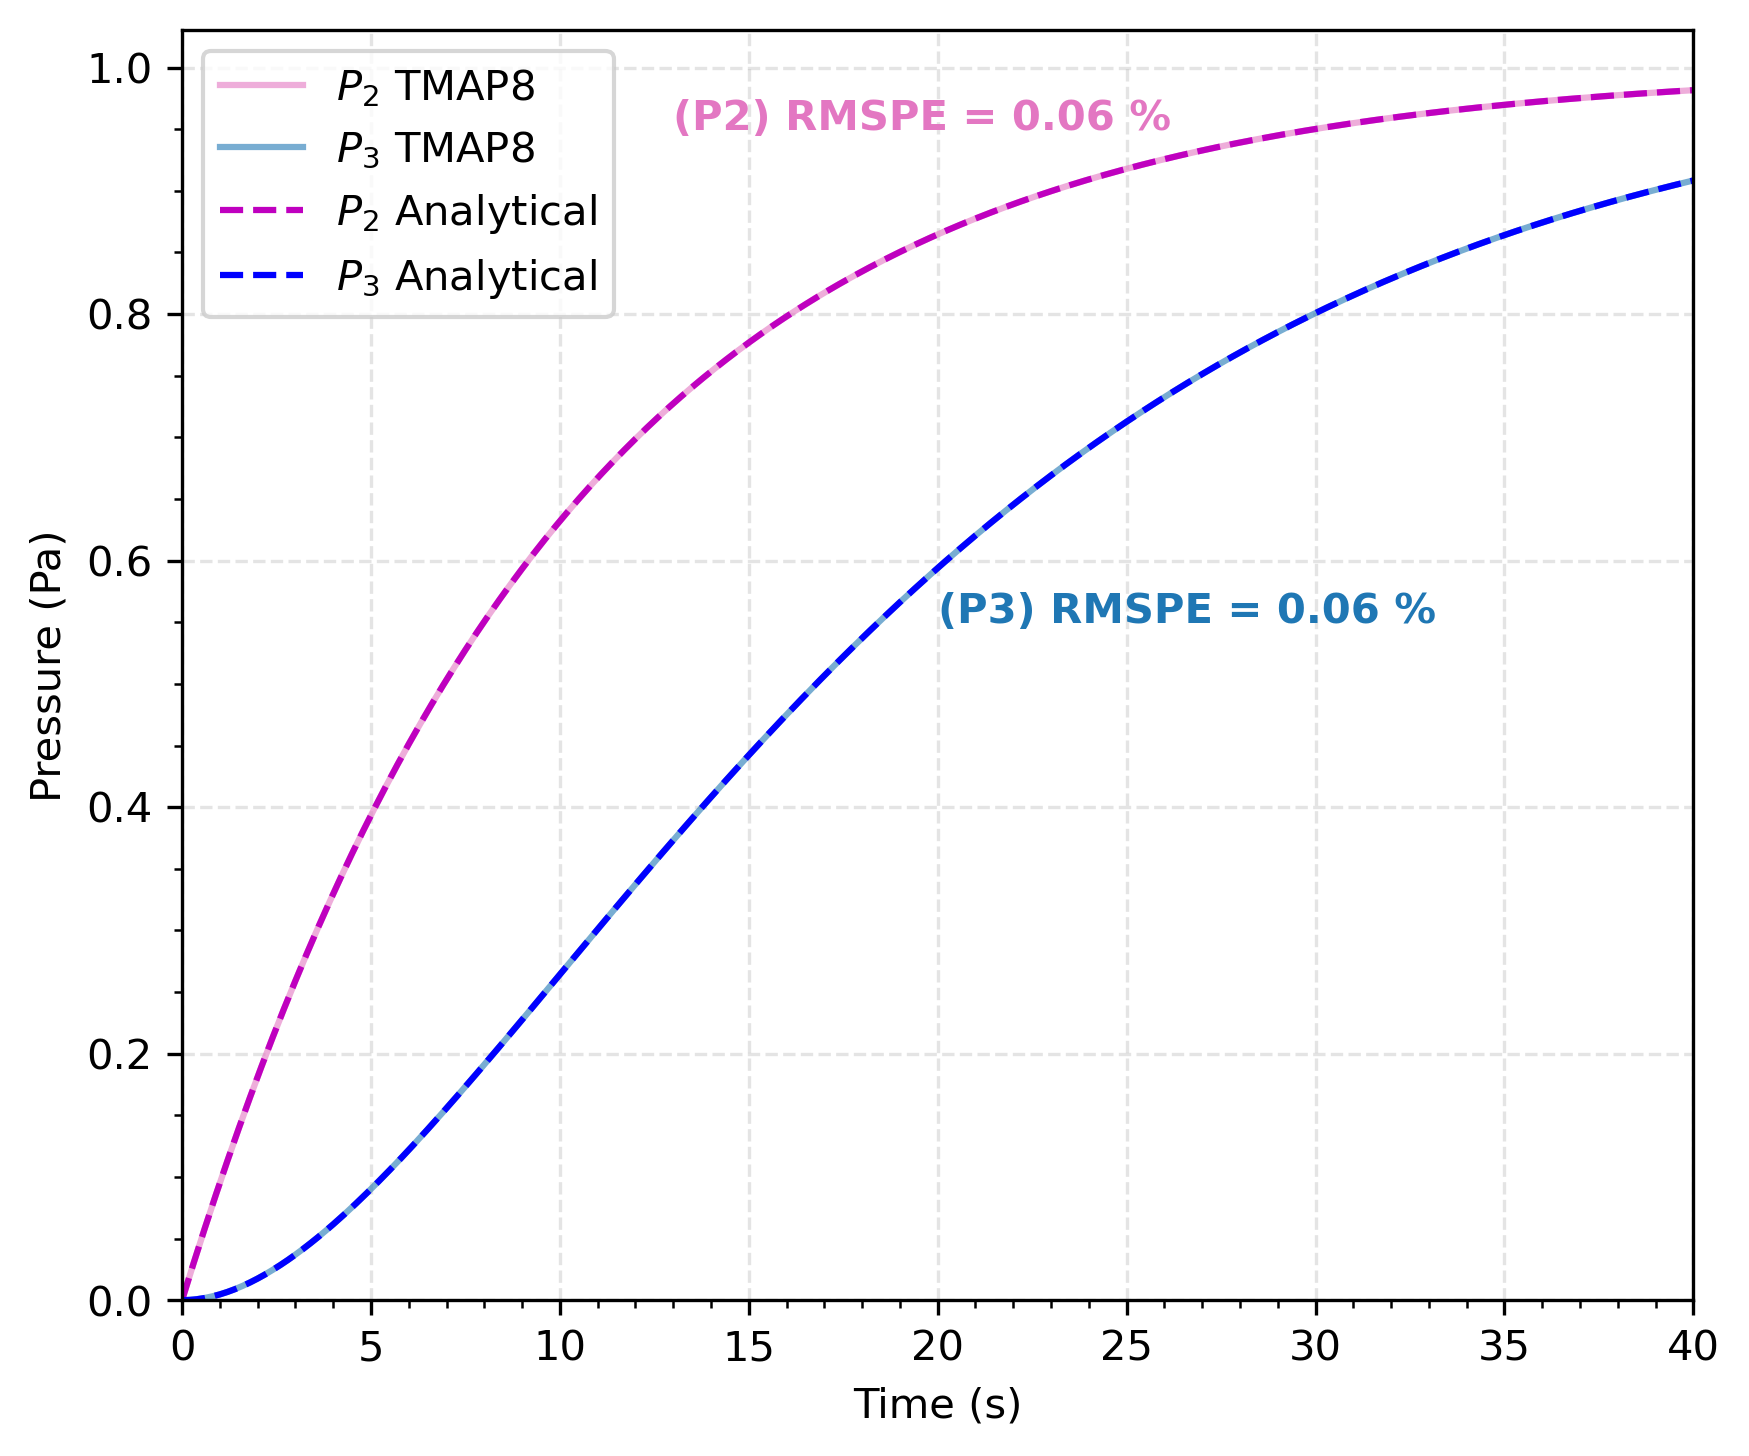 P2 TMAP8
P3 TMAP8
P2 Analytical
P3 Analytical
(P2) RMSPE = 0.06 %
(P3) RMSPE = 0.06 %
Pressure (Pa)
1.0
0.8
0.6
0.4
0.2
0.0
0 5 10 15 20 25 30 35 40
Time (s)